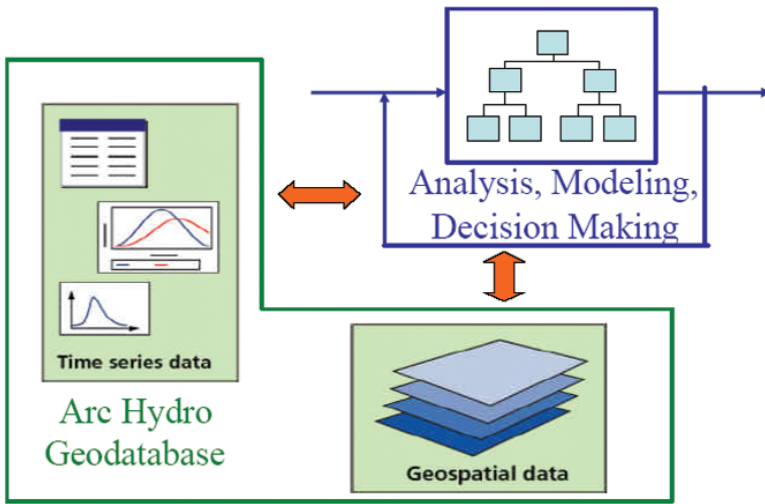 Analysis, Modeling,
Decision Making
Time series data
Arc Hydro
Geodatabase
Geospatial data